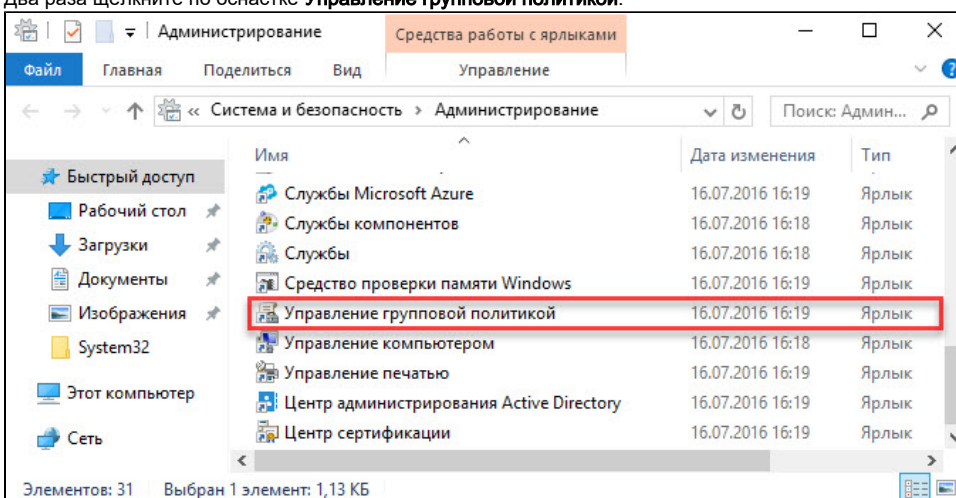 Два раза щелкните по оснастке Управление групповой политикой.
Администрирование Средства работы с ярлыками
Файл Главная Поделиться Вид Управление
« Система и безопасность > Администрирование Поиск: Админ...
Имя Дата изменения Тип
Быстрый доступ
Рабочий стол
Загрузки
Документы
Изображения
System32
Этот компьютер
Сеть
Службы Microsoft Azure 16.07.2016 16:19 Ярлык
Службы компонентов 16.07.2016 16:18 Ярлык
Службы 16.07.2016 16:18 Ярлык
Средство проверки памяти Windows 16.07.2016 16:19 Ярлык
Управление групповой политикой 16.07.2016 16:19 Ярлык
Управление компьютером 16.07.2016 16:18 Ярлык
Управление печатью 16.07.2016 16:19 Ярлык
Центр администрирования Active Directory 16.07.2016 16:19 Ярлык
Центр сертификации 16.07.2016 16:19 Ярлык
Элементов: 31 Выбран 1 элемент: 1,13 КБ